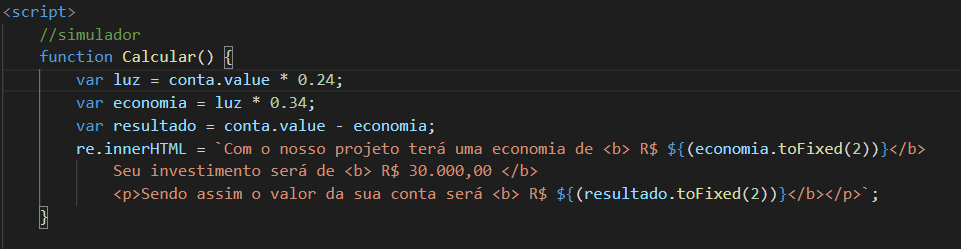 <script>
//simulador
function Calcular() {
var luz = conta.value * 0.24;
var economia = luz * 0.34;
var resultado = conta.value - economia;
re.innerHTML = `Com o nosso projeto terá uma economia de <b> R$ ${(economia.toFixed(2))}</b>
Seu investimento será de <b> R$ 30.000,00 </b>
<p>Sendo assim o valor da sua conta será <b> R$ ${(resultado.toFixed(2))}</b></p>`;
}